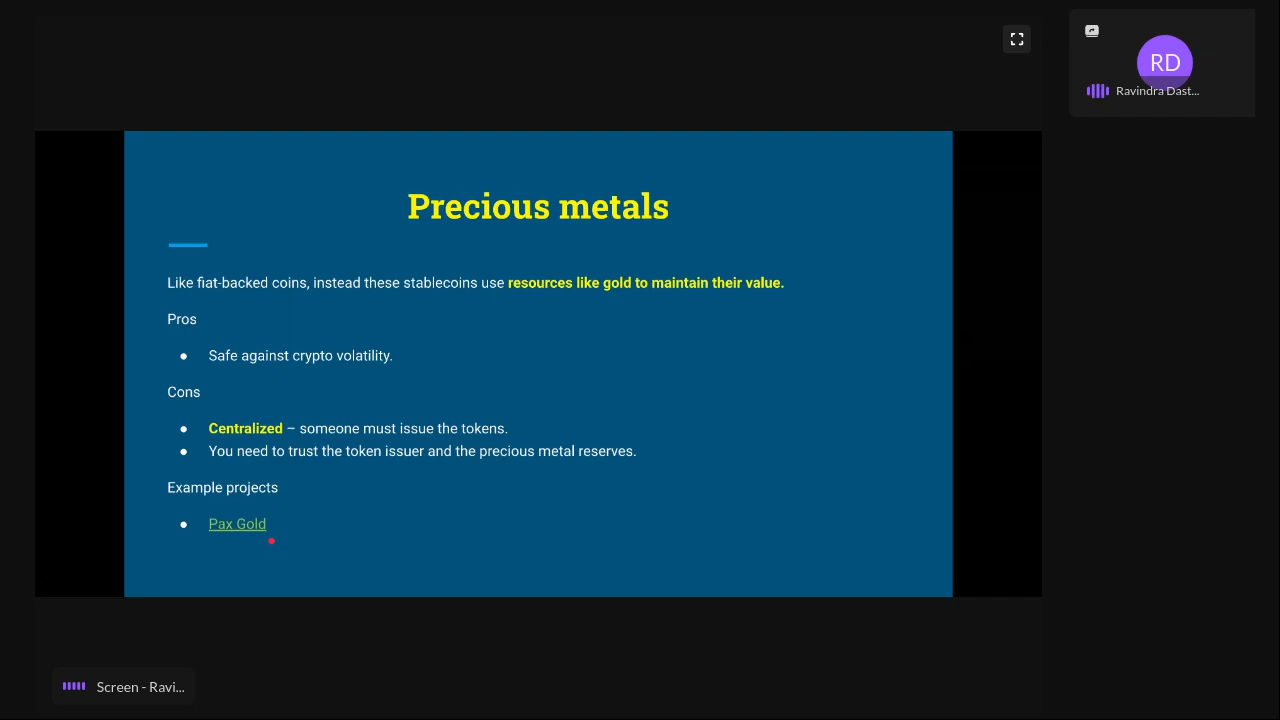 RD
Ravindra Dast...
Precious metals
Like fiat-backed coins, instead these stablecoins use resources like gold to maintain their value.
Pros
● Safe against crypto volatility.
Cons
● Centralized – someone must issue the tokens.
● You need to trust the token issuer and the precious metal reserves.
Example projects
● Pax Gold
Screen - Ravi...